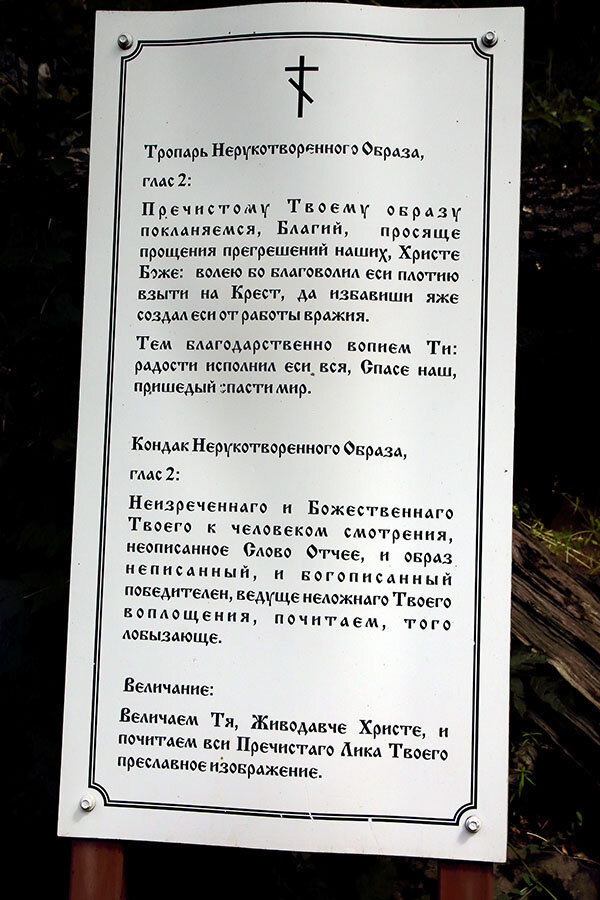 Тропарь Нерукотворенного Образа,
глас 2:
Пречистому Твоему образу
покланяемся, Благий, просяще
прощения прегрешений наших, Христе
Боже: волею бо благоволил еси плотию
взыти на Крест, да избавиши яже
создал еси от работы вражия.
Тем благодарственно вопием Ти:
радости исполнил еси вся, Спасе наш,
пришедый спасти мир.
Кондак Нерукотворенного Образа,
глас 2:
Неизреченнаго и Божественнаго
Твоего к человеком смотрения,
неописанное Слово Отчее, и образ
неписанный, и богописанный
победителен, ведуще неложнаго Твоего
воплощения, почитаем, того
лобызающе.
Величание:
Величаем Тя, Живодавче Христе, и
почитаем вси Пречистаго Лика Твоего
преславное изображение.